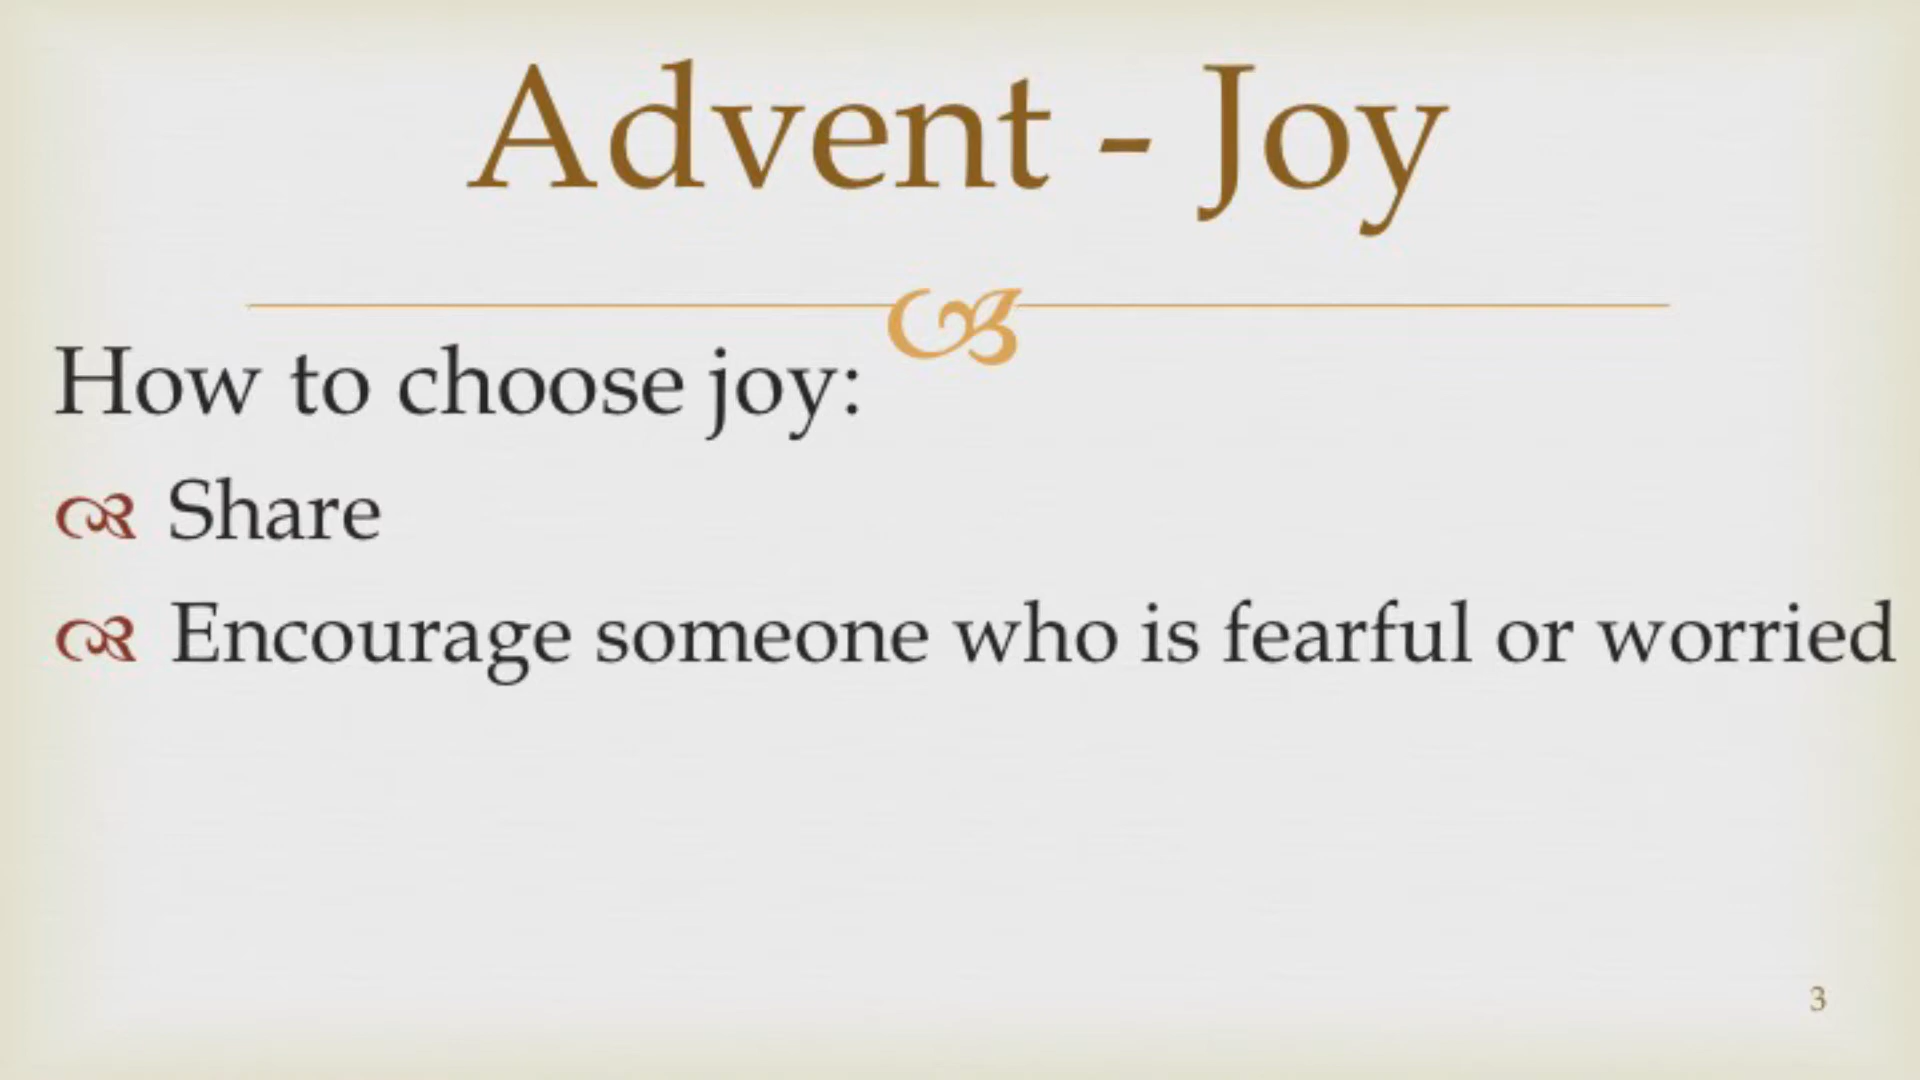 Advent - Joy
How to choose joy:
Share
Encourage someone who is fearful or worried
3